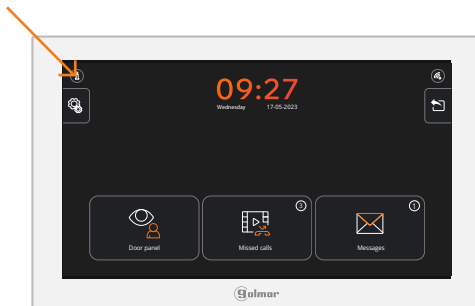 09:27
Wednesday 17-05-2023
3
1
Door panel
Missed calls
Messages
golmar